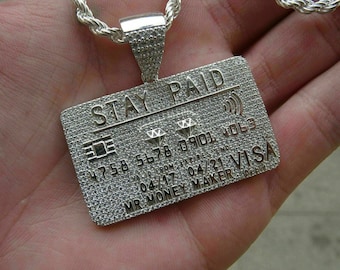 STAY PAID
4758 5678 0901 4063
04.17 04.21 VISA
MR MONEY MAKER